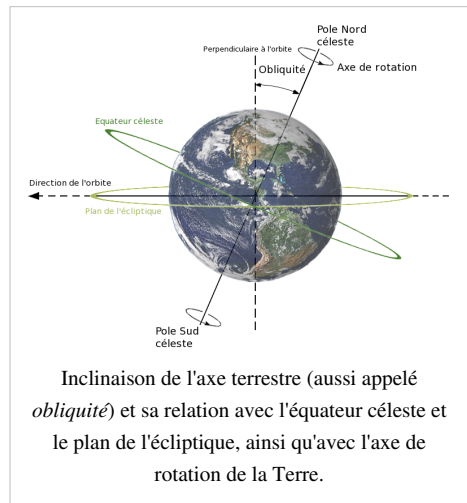 Pole Nord
céleste
Perpendiculaire à l'orbite
Axe de rotation
Obliquité
Equateur céleste
Direction de l'orbite
Plan de l'écliptique
Pole Sud
céleste
Inclinaison de l'axe terrestre (aussi appelé
obliquité) et sa relation avec l'équateur céleste et
le plan de l'écliptique, ainsi qu'avec l'axe de
rotation de la Terre.